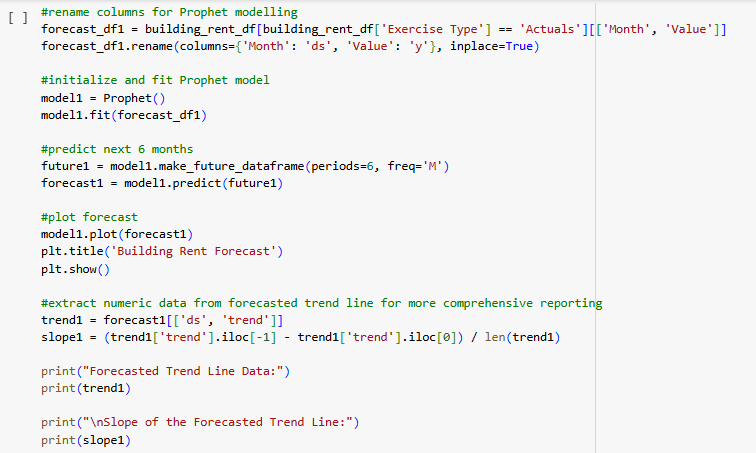 [ ] #rename columns for Prophet modelling
forecast_df1 = building_rent_df[building_rent_df['Exercise Type'] == 'Actuals'][['Month', 'Value']]
forecast_df1.rename(columns={'Month': 'ds', 'Value': 'y'}, inplace=True)
#initialize and fit Prophet model
model1 = Prophet()
model1.fit(forecast_df1)
#predict next 6 months
future1 = model1.make_future_dataframe(periods=6, freq='M')
forecast1 = model1.predict(future1)
#plot forecast
model1.plot(forecast1)
plt.title('Building Rent Forecast')
plt.show()
#extract numeric data from forecasted trend line for more comprehensive reporting
trend1 = forecast1[['ds', 'trend']]
slope1 = (trend1['trend'].iloc[-1] - trend1['trend'].iloc[0]) / len(trend1)
print("Forecasted Trend Line Data:")
print(trend1)
print("\nSlope of the Forecasted Trend Line:")
print(slope1)